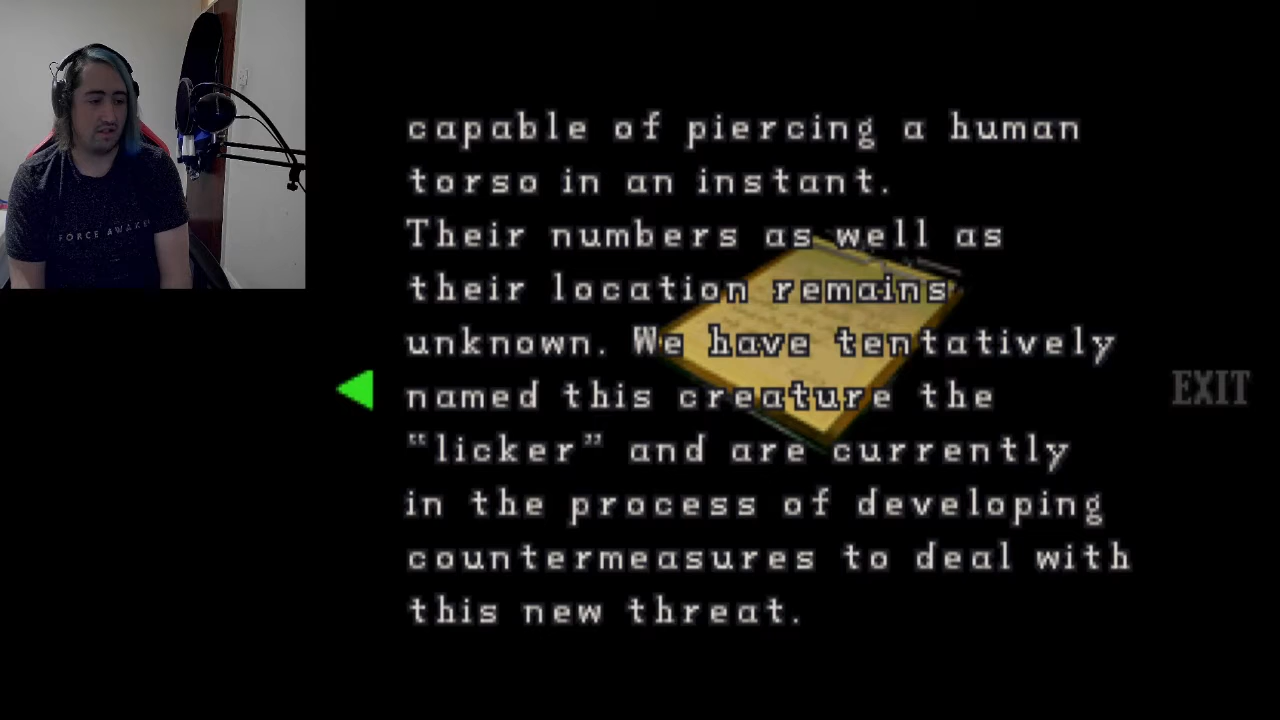 capable of piercing a human
torso in an instant.
Their numbers as well as
their location remains
unknown. We have tentatively
named this creature the
"licker" and are currently
in the process of developing
countermeasures to deal with
this new threat.
EXIT
FORCE AWAKE